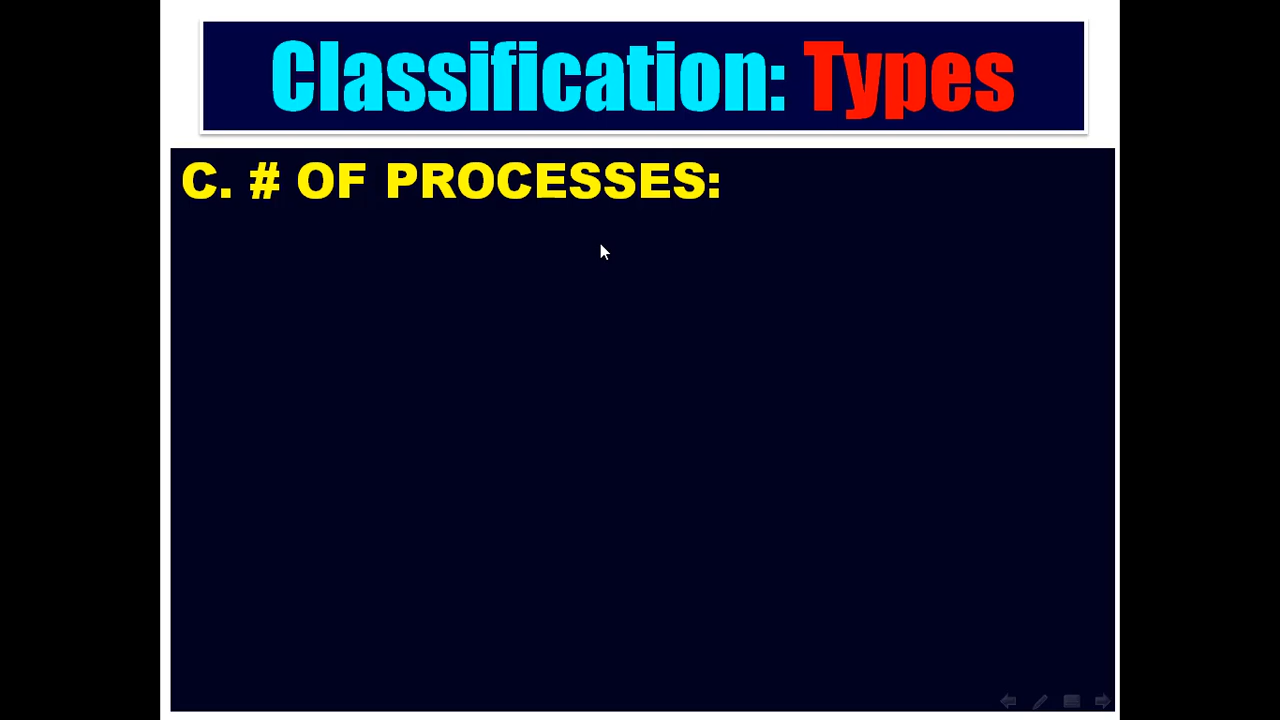 Classification: Types
C. # OF PROCESSES: